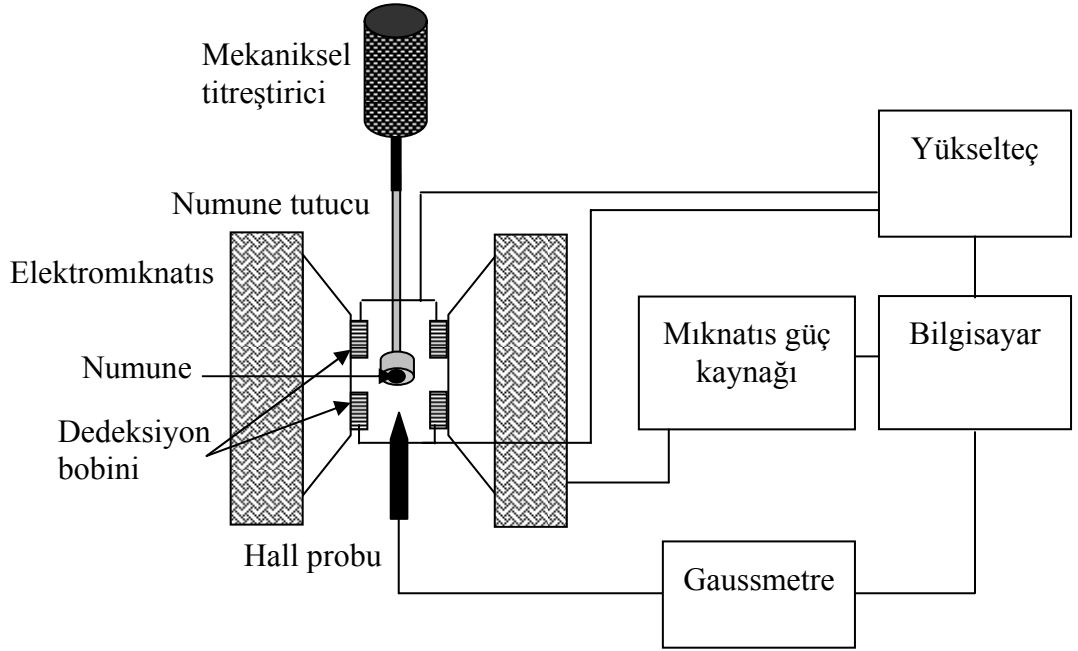 Mekaniksel
titreştirici
Yükselteç
Numune tutucu
Elektromıknatıs
Mıknatıs güç
kaynağı
Bilgisayar
Numune
Dedeksiyon
bobini
Hall probu
Gaussmetre